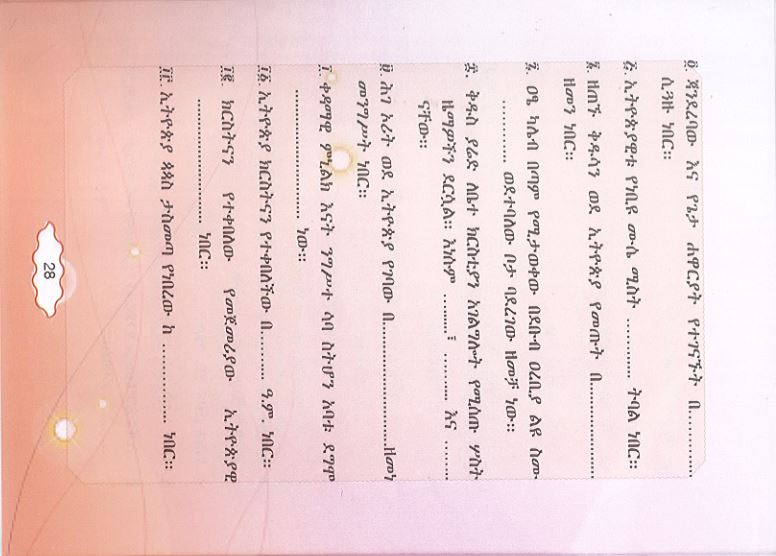 ፬. ጃንደረባው እና የጌታ ሐዋርያት የተገናኙት በ.............
ሲጓዙ ነበር።
፭. ኢትዮጵያዊቱ የነቢዩ ሙሴ ሚስት ............ ትባል ነበር።
፮. ዘጠኙ ቅዱሳን ወደ ኢትዮጵያ የመጡት በ.....................
ዘመን ነበር።
፯. ዐፄ ካሌብ በጣም የሚታወቀው በደቡብ ዐረቢያ ልዩ ስሙ
............. ወደተባለው ቦታ ባደረገው ዘመቻ ነው።
፰. ቅዱስ ያሬድ ለቤተ ክርስቲያን አገልግሎት የሚሰጡ ሦስት
ዜማዎችን ደርሷል። እነሱም .........፣ .......... እና ........
ናቸው።
፱. ሕገ ኦሪት ወደ ኢትዮጵያ የገባው በ...........................ዘመነ
መንግሥት ነበር።
፲. ቀዳማዊ ምኒልክ እናት ንግሥተ ሳባ ስትሆን አባቱ ደግሞ
............................ ነው።
፲፩. ኢትዮጵያ ክርስትናን የተቀበለችው በ.......... ዓ.ም. ነበር።
፲፪. ክርስትናን የተቀበለው የመጀመሪያው ኢትዮጵያዊ
........................... ነበር።
፲፫. ኢትዮጵያ ጳጳስ ታስመጣ የነበረው ከ ............... ነበር።
28